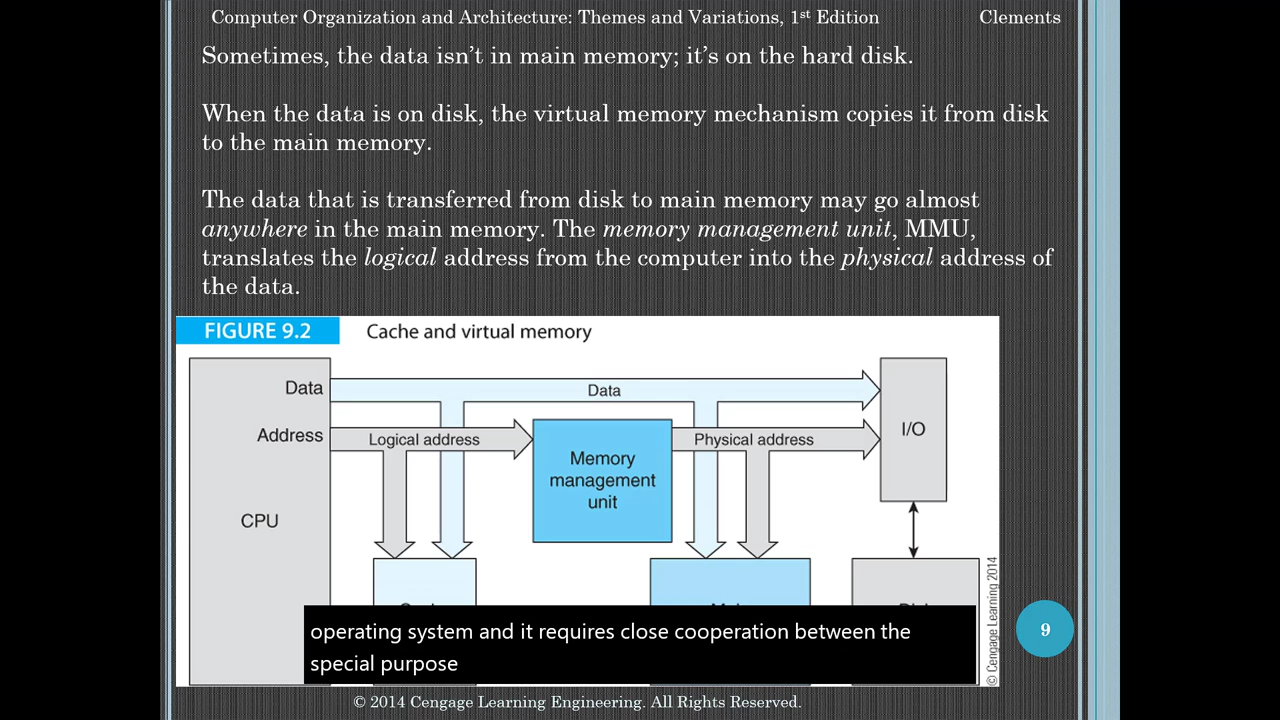 Computer Organization and Architecture: Themes and Variations, 1st Edition Clements
Sometimes, the data isn't in main memory; it's on the hard disk.
When the data is on disk, the virtual memory mechanism copies it from disk
to the main memory.
The data that is transferred from disk to main memory may go almost
anywhere in the main memory. The memory management unit, MMU,
translates the logical address from the computer into the physical address of
the data.
FIGURE 9.2 Cache and virtual memory
Data
Data
Address
Logical address
Physical address
I/O
Memory
management
unit
CPU
operating system and it requires close cooperation between the
special purpose
9
© Cengage Learning 2014
© 2014 Cengage Learning Engineering. All Rights Reserved.